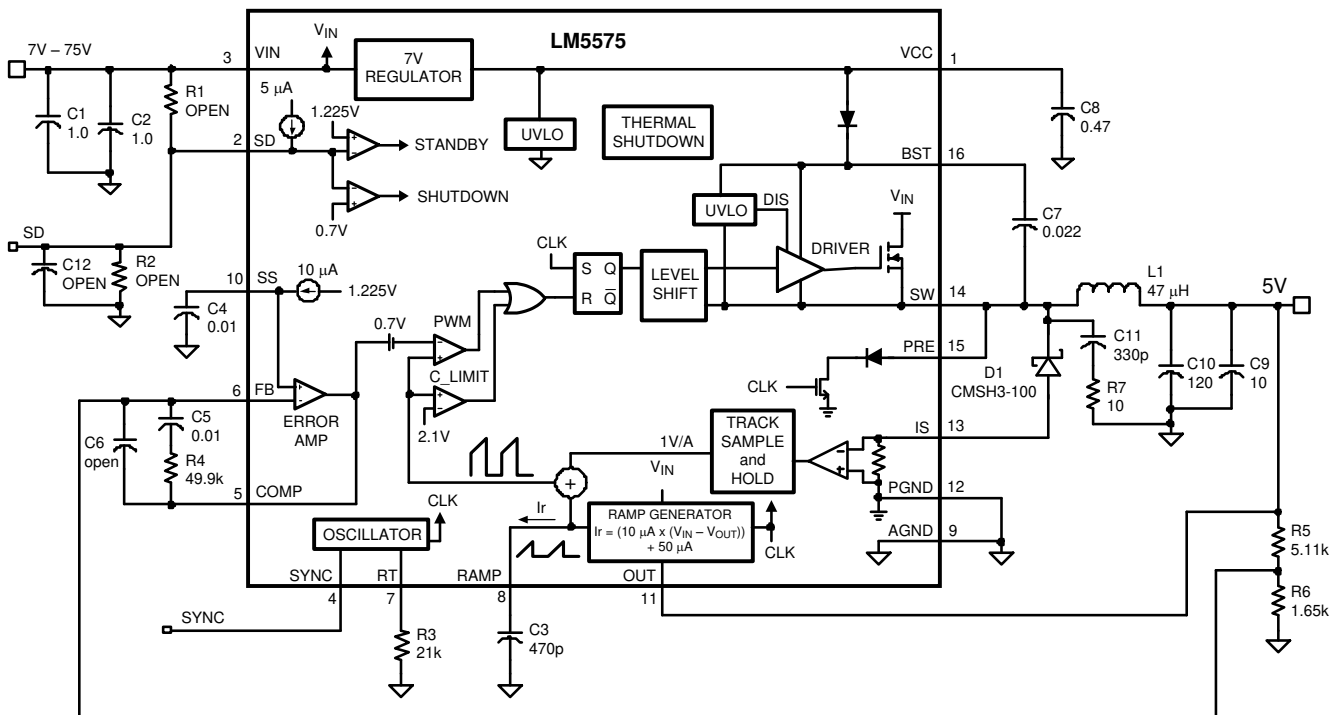 LM5575
7V – 75V
3
VIN
V_IN
7V
REGULATOR
VCC
1
C1
1.0
C2
1.0
R1
OPEN
5 µA
1.225V
2
SD
STANDBY
SHUTDOWN
0.7V
UVLO
THERMAL
SHUTDOWN
C8
0.47
BST
16
UVLO
DIS
V_IN
DRIVER
C7
0.022
SD
C12
OPEN
R2
OPEN
10
SS
10 µA
1.225V
C4
0.01
CLK
S Q
R Q̅
LEVEL
SHIFT
SW
14
L1
47 µH
5V
0.7V
PWM
C_LIMIT
2.1V
PRE
15
CLK
D1
CMSH3-100
C11
330p
R7
10
C10
120
C9
10
6
FB
ERROR
AMP
C6
open
C5
0.01
R4
49.9k
5
COMP
IS
13
1V/A
TRACK
SAMPLE
and
HOLD
+
V_IN
PGND
12
AGND
9
CLK
OSCILLATOR
Ir
RAMP GENERATOR
Ir = (10 µA x (V_IN – V_OUT))
+ 50 µA
CLK
R5
5.11k
R6
1.65k
SYNC
4
RT
7
RAMP
8
OUT
11
SYNC
R3
21k
C3
470p